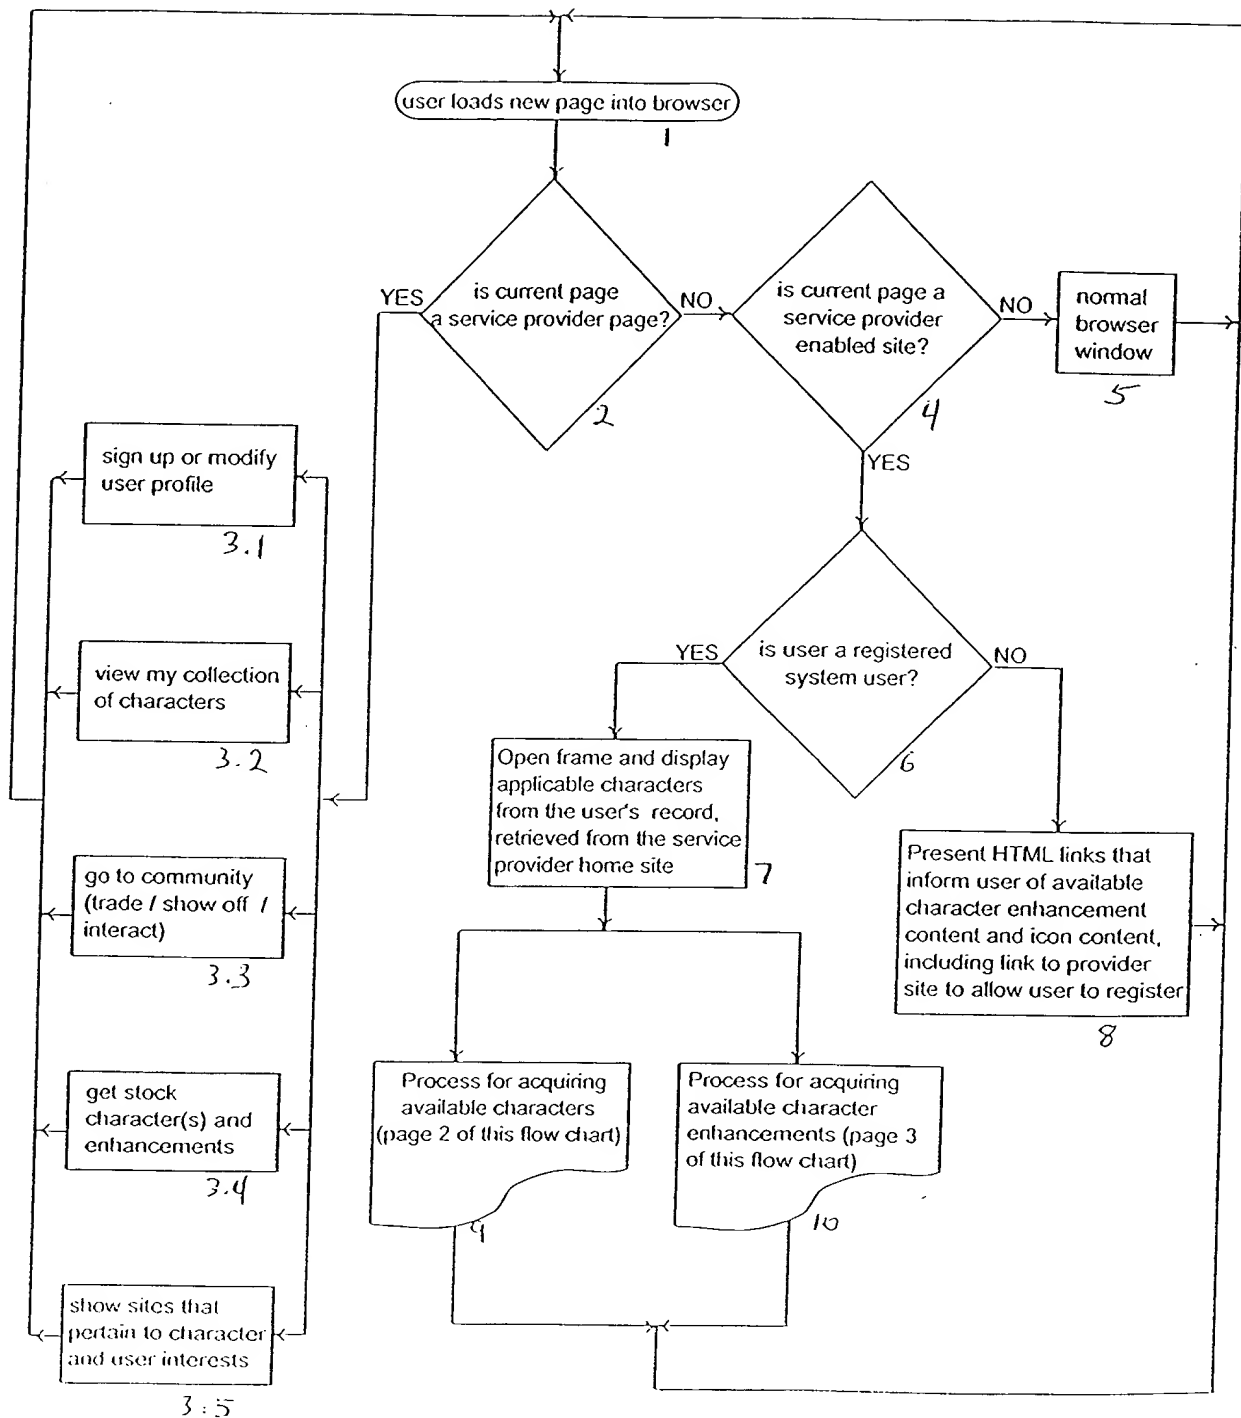 user loads new page into browser
1
YES
is current page
a service provider page?
NO
2
is current page a
service provider
enabled site?
NO
4
normal
browser
window
5
YES
sign up or modify
user profile
3.1
view my collection
of characters
3.2
go to community
(trade / show off /
interact)
3.3
get stock
character(s) and
enhancements
3.4
show sites that
pertain to character
and user interests
3.5
YES
is user a registered
system user?
NO
6
Open frame and display
applicable characters
from the user's record,
retrieved from the service
provider home site
7
Present HTML links that
inform user of available
character enhancement
content and icon content,
including link to provider
site to allow user to register
8
Process for acquiring
available characters
(page 2 of this flow chart)
9
Process for acquiring
available character
enhancements (page 3
of this flow chart)
10